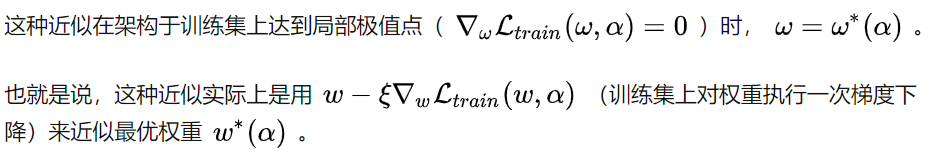 这种近似在架构于训练集上达到局部极值点（ ∇ωℒtrain(ω, α) = 0 ）时， ω = ω*(α) 。
也就是说，这种近似实际上是用 w − ξ∇wℒtrain(w, α) （训练集上对权重执行一次梯度下
降）来近似最优权重 w*(α) 。